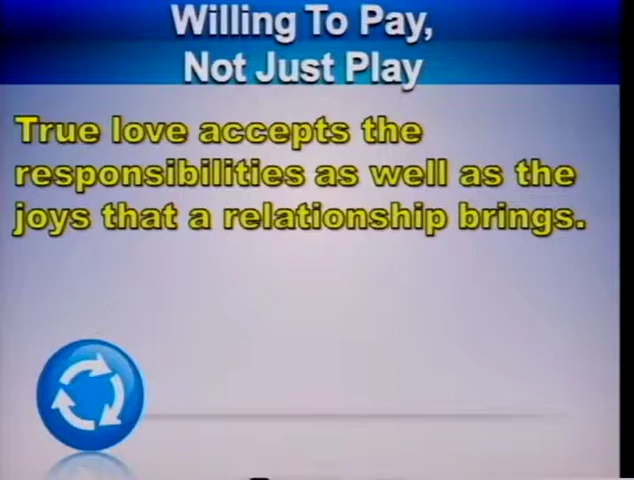 Willing To Pay,
Not Just Play
True love accepts the
responsibilities as well as the
joys that a relationship brings.